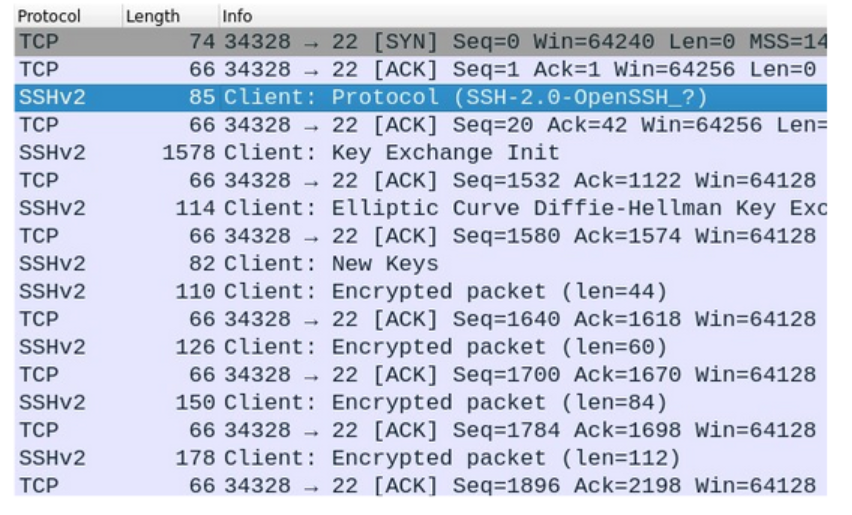 Protocol Length Info
TCP 74 34328 → 22 [SYN] Seq=0 Win=64240 Len=0 MSS=14
TCP 66 34328 → 22 [ACK] Seq=1 Ack=1 Win=64256 Len=0
SSHv2 85 Client: Protocol (SSH-2.0-OpenSSH_?)
TCP 66 34328 → 22 [ACK] Seq=20 Ack=42 Win=64256 Len=
SSHv2 1578 Client: Key Exchange Init
TCP 66 34328 → 22 [ACK] Seq=1532 Ack=1122 Win=64128
SSHv2 114 Client: Elliptic Curve Diffie-Hellman Key Exc
TCP 66 34328 → 22 [ACK] Seq=1580 Ack=1574 Win=64128
SSHv2 82 Client: New Keys
SSHv2 110 Client: Encrypted packet (len=44)
TCP 66 34328 → 22 [ACK] Seq=1640 Ack=1618 Win=64128
SSHv2 126 Client: Encrypted packet (len=60)
TCP 66 34328 → 22 [ACK] Seq=1700 Ack=1670 Win=64128
SSHv2 150 Client: Encrypted packet (len=84)
TCP 66 34328 → 22 [ACK] Seq=1784 Ack=1698 Win=64128
SSHv2 178 Client: Encrypted packet (len=112)
TCP 66 34328 → 22 [ACK] Seq=1896 Ack=2198 Win=64128